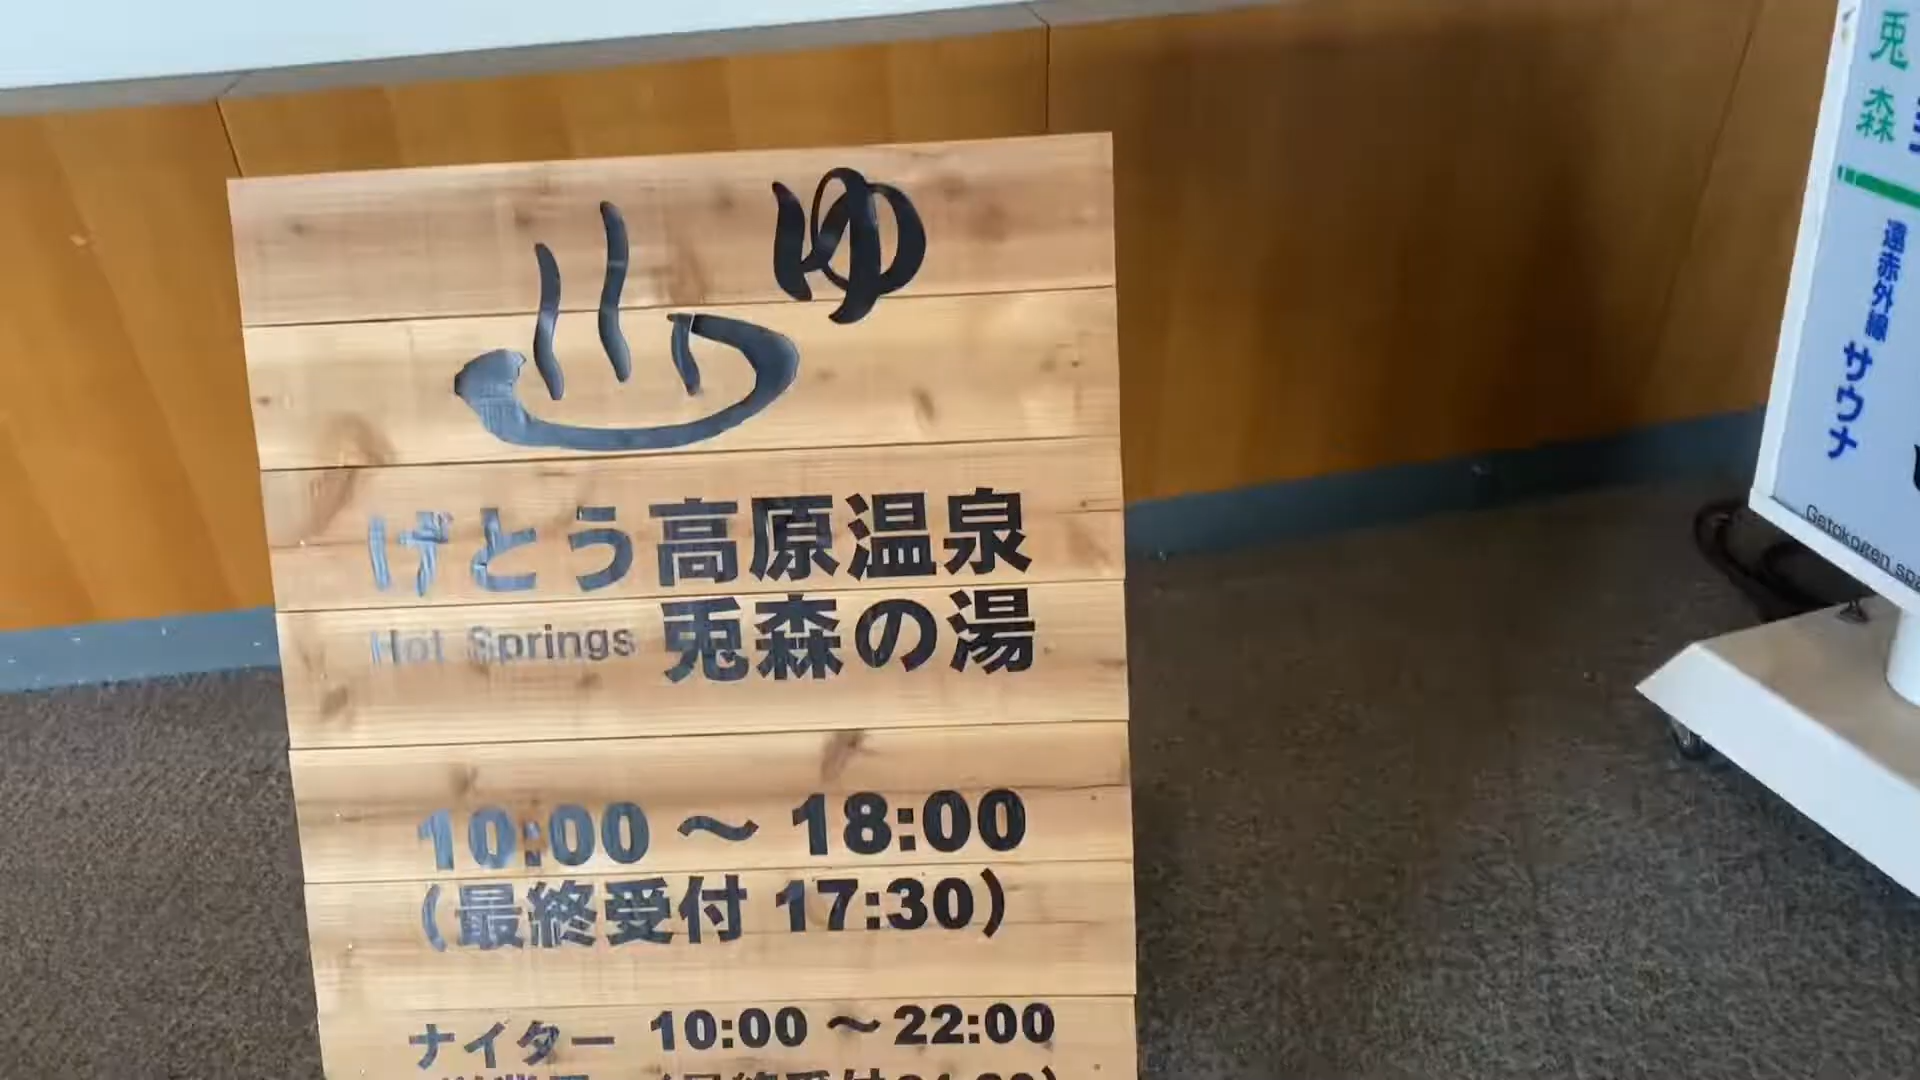 ゆ
げとう高原温泉
Hot Springs 兎森の湯
10:00 ～ 18:00
（最終受付 17:30）
ナイター 10:00 ～ 22:00
兎森
遠赤外線
サウナ
Getokogen